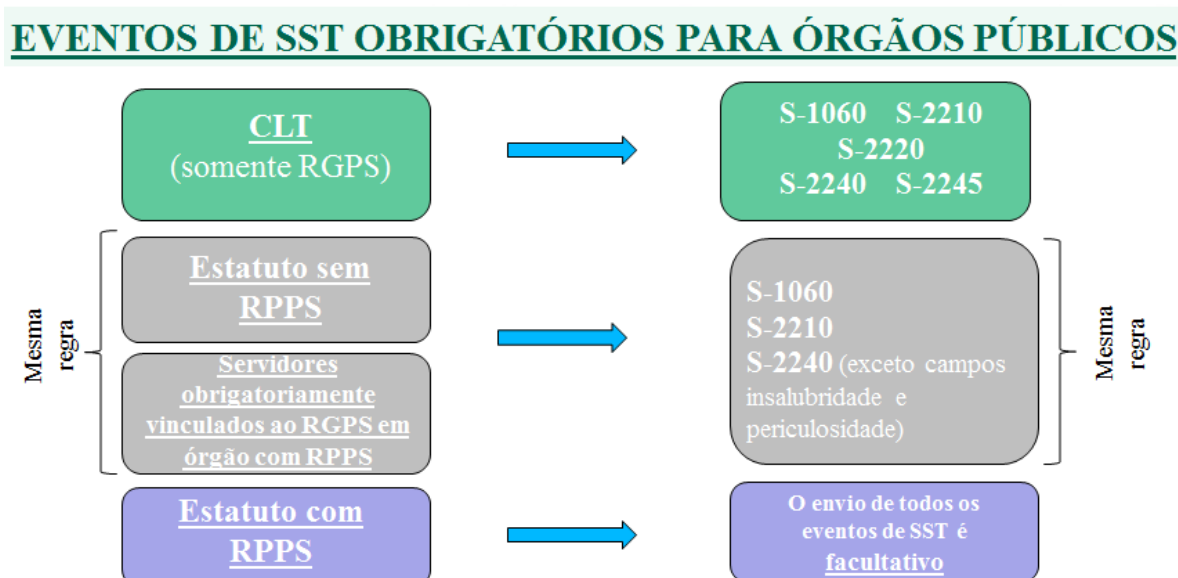 EVENTOS DE SST OBRIGATÓRIOS PARA ÓRGÃOS PÚBLICOS
CLT
(somente RGPS)
S-1060 S-2210
S-2220
S-2240 S-2245
Mesma
regra
Estatuto sem
RPPS
Servidores
obrigatoriamente
vinculados ao RGPS em
órgão com RPPS
S-1060
S-2210
S-2240 (exceto campos
insalubridade e
periculosidade)
Mesma
regra
Estatuto com
RPPS
O envio de todos os
eventos de SST é
facultativo